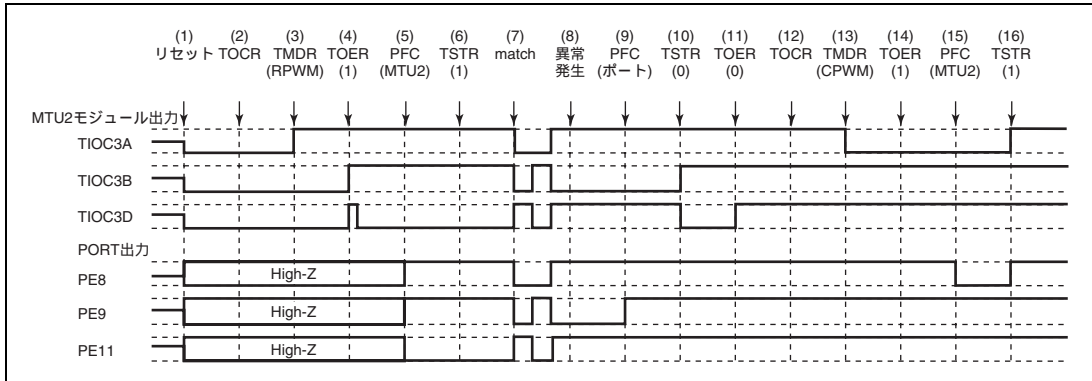 (1) (2) (3) (4) (5) (6) (7) (8) (9) (10) (11) (12) (13) (14) (15) (16)
リセット TOCR TMDR TOER PFC TSTR match 異常 PFC TSTR TOER TOCR TMDR TOER PFC TSTR
(RPWM) (1) (MTU2) (1) 発生 (ポート) (0) (0) (CPWM) (1) (MTU2) (1)
MTU2モジュール出力
TIOC3A
TIOC3B
TIOC3D
PORT出力
PE8 High-Z
PE9 High-Z
PE11 High-Z